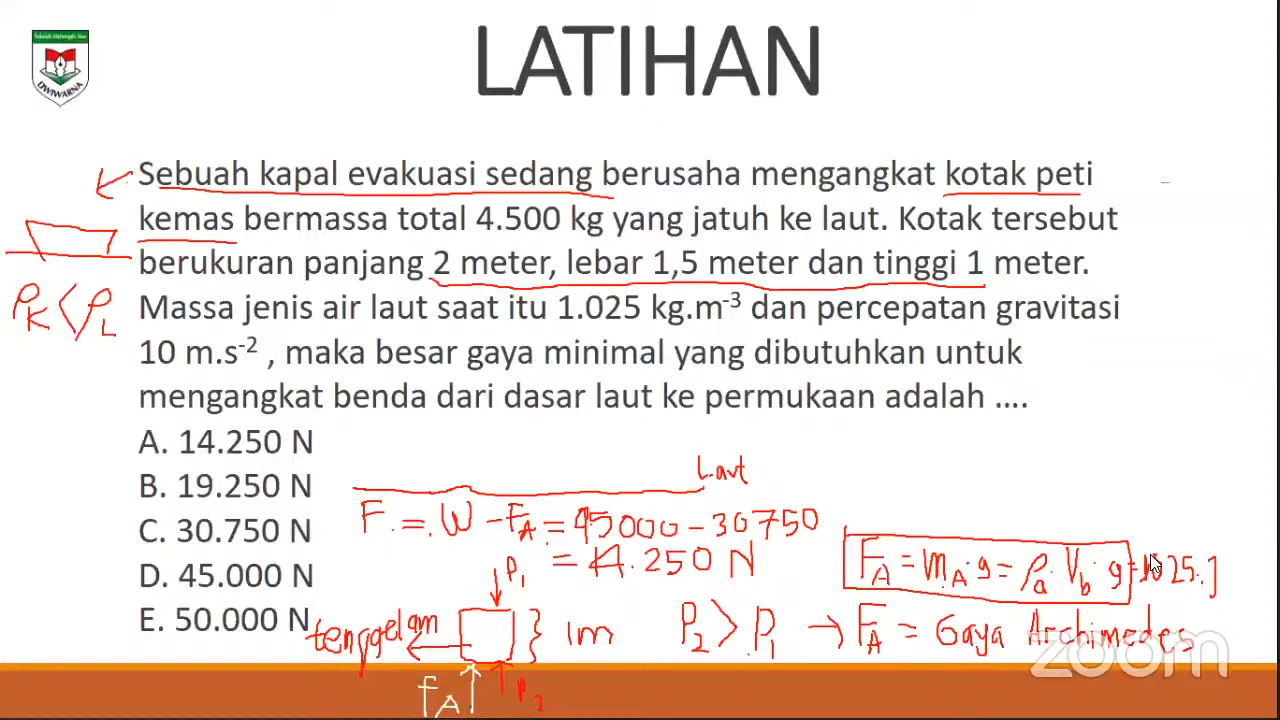 LATIHAN
DWIWARNA
Sebuah kapal evakuasi sedang berusaha mengangkat kotak peti
kemas bermassa total 4.500 kg yang jatuh ke laut. Kotak tersebut
berukuran panjang 2 meter, lebar 1,5 meter dan tinggi 1 meter.
ρK < ρL
Massa jenis air laut saat itu 1.025 kg.m⁻³ dan percepatan gravitasi
10 m.s⁻² , maka besar gaya minimal yang dibutuhkan untuk
mengangkat benda dari dasar laut ke permukaan adalah ....
A. 14.250 N
B. 19.250 N
C. 30.750 N
D. 45.000 N
E. 50.000 N
Laut
F = W - FA = 45000 - 30750
= 14.250 N
FA = mA.g = ρa Vb g
P1
tenggelam
1m
P2 > P1 → FA = Gaya Archimedes
zoom
FA
P2